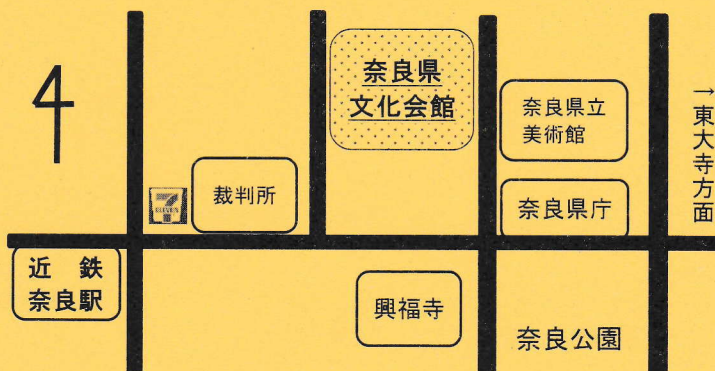 奈良県
文化会館
奈良県立
美術館
→東大寺方面
裁判所
7
ELEVEN
奈良県庁
近 鉄
奈良駅
興福寺
奈良公園